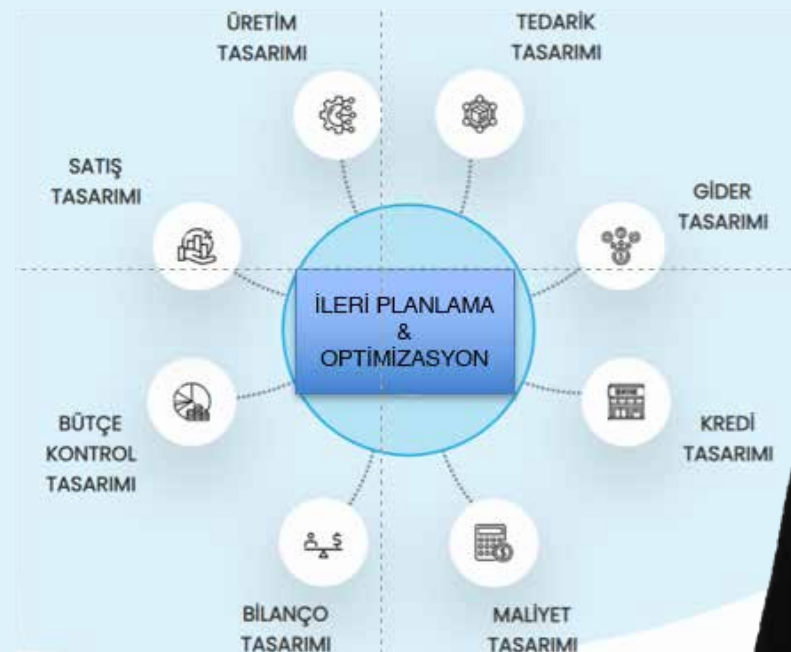 ÜRETİM
TASARIMI
TEDARİK
TASARIMI
SATIŞ
TASARIMI
GİDER
TASARIMI
İLERİ PLANLAMA
&
OPTİMİZASYON
BÜTÇE
KONTROL
TASARIMI
KREDİ
TASARIMI
BİLANÇO
TASARIMI
MALİYET
TASARIMI